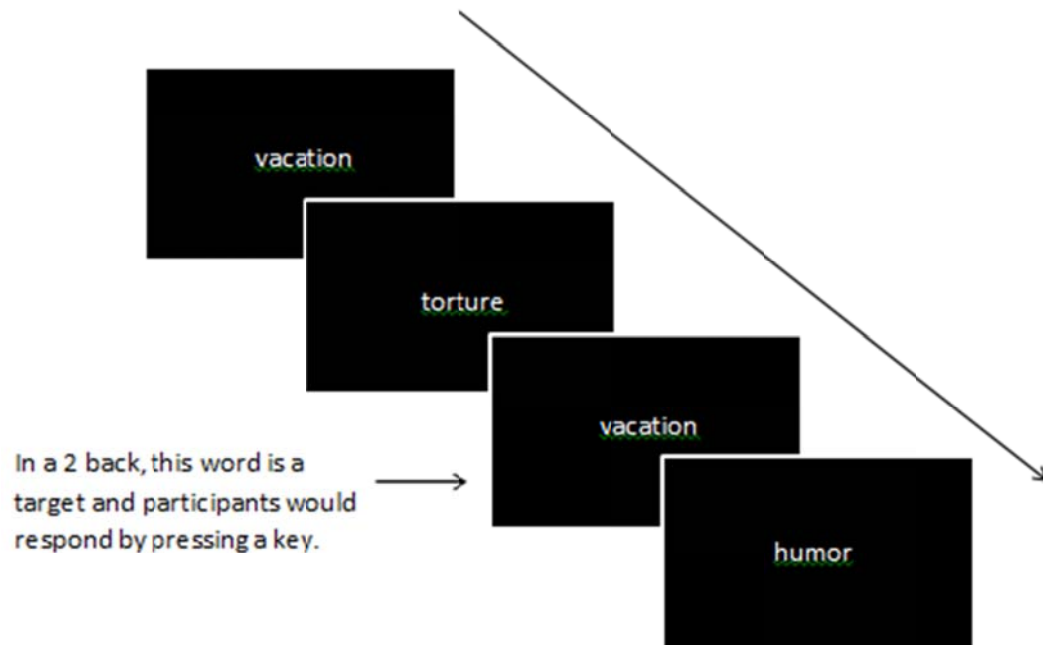 vacation
torture
vacation
In a 2 back, this word is a
target and participants would
respond by pressing a key.
humor